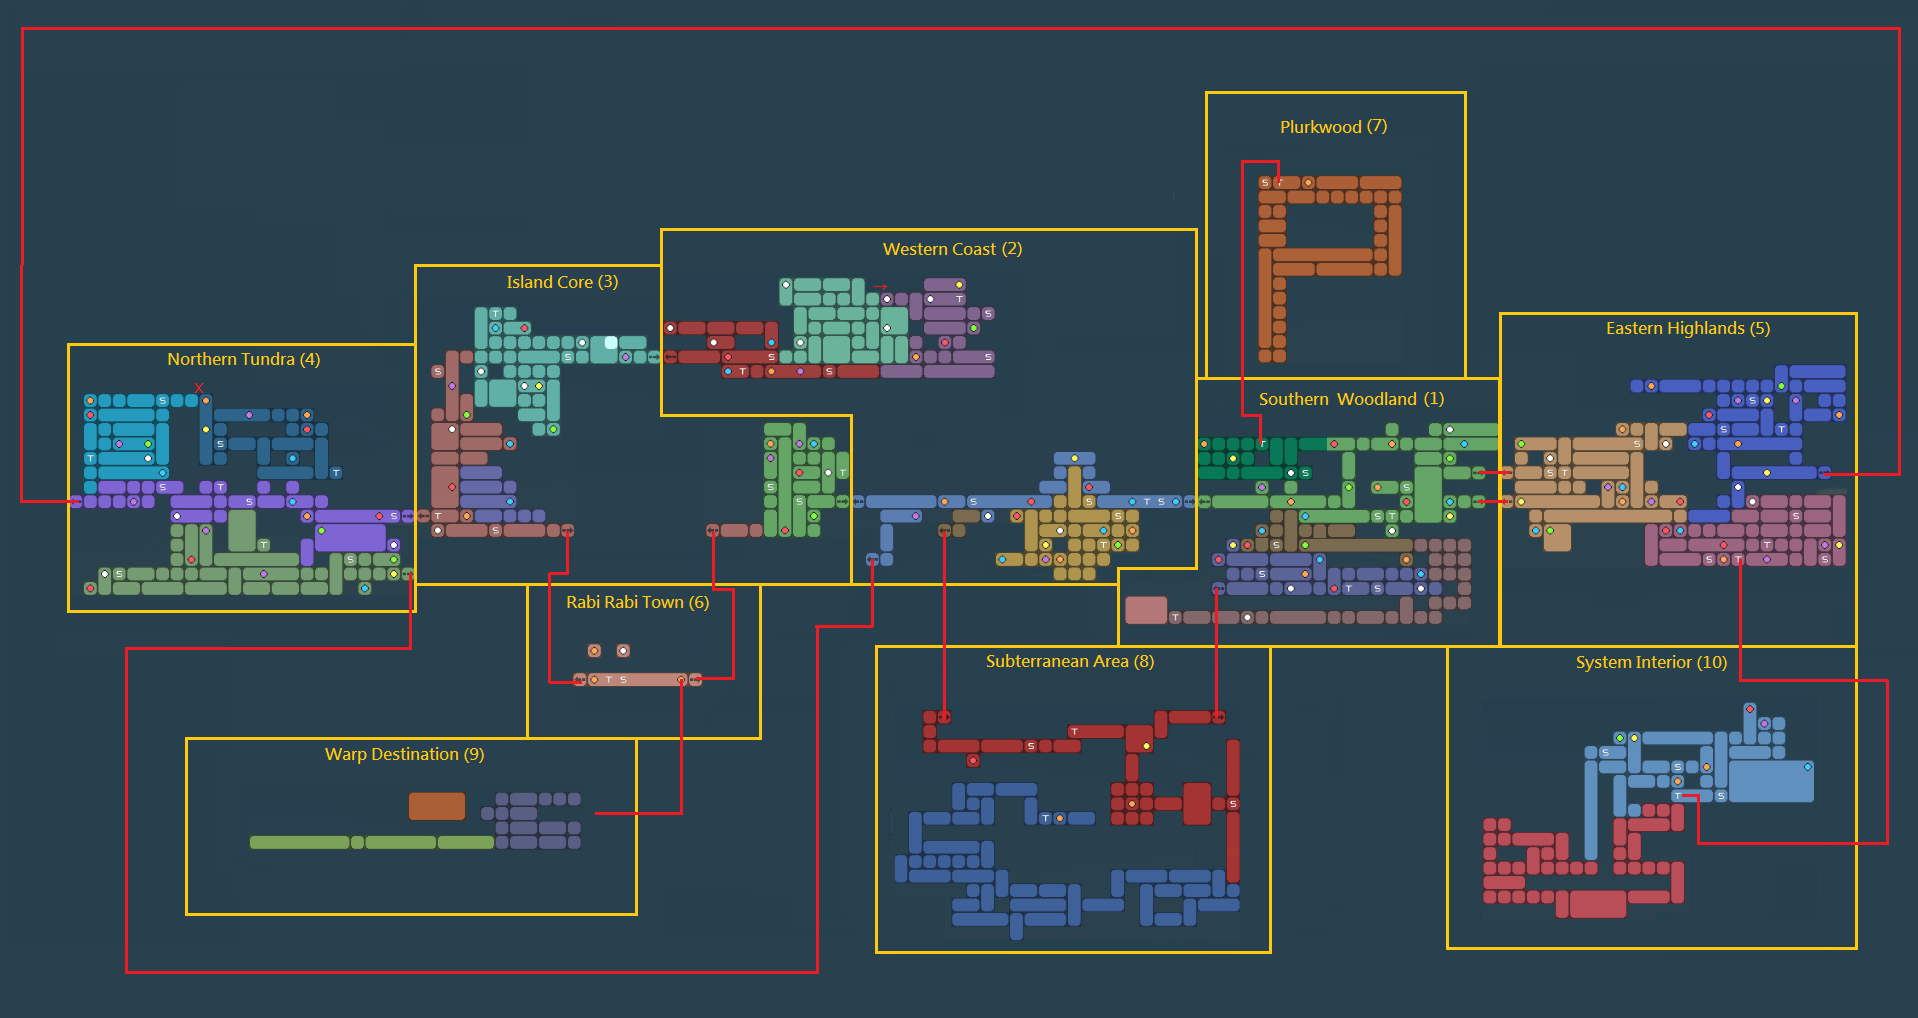 Plurkwood (7)
Western Coast (2)
Island Core (3)
Eastern Highlands (5)
Northern Tundra (4)
Southern Woodland (1)
Rabi Rabi Town (6)
Subterranean Area (8)
System Interior (10)
Warp Destination (9)